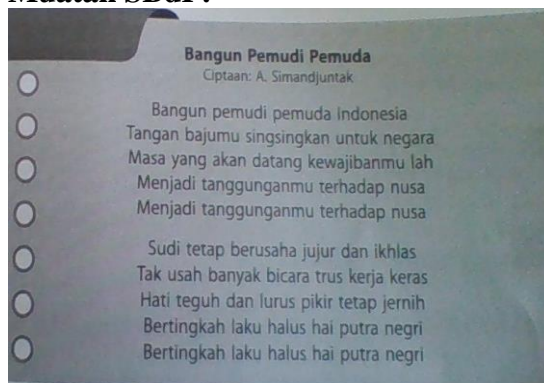 Bangun Pemudi Pemuda
Ciptaan: A. Simandjuntak
Bangun pemudi pemuda Indonesia
Tangan bajumu singsingkan untuk negara
Masa yang akan datang kewajibanmu lah
Menjadi tanggunganmu terhadap nusa
Menjadi tanggunganmu terhadap nusa
Sudi tetap berusaha jujur dan ikhlas
Tak usah banyak bicara trus kerja keras
Hati teguh dan lurus pikir tetap jernih
Bertingkah laku halus hai putra negri
Bertingkah laku halus hai putra negri